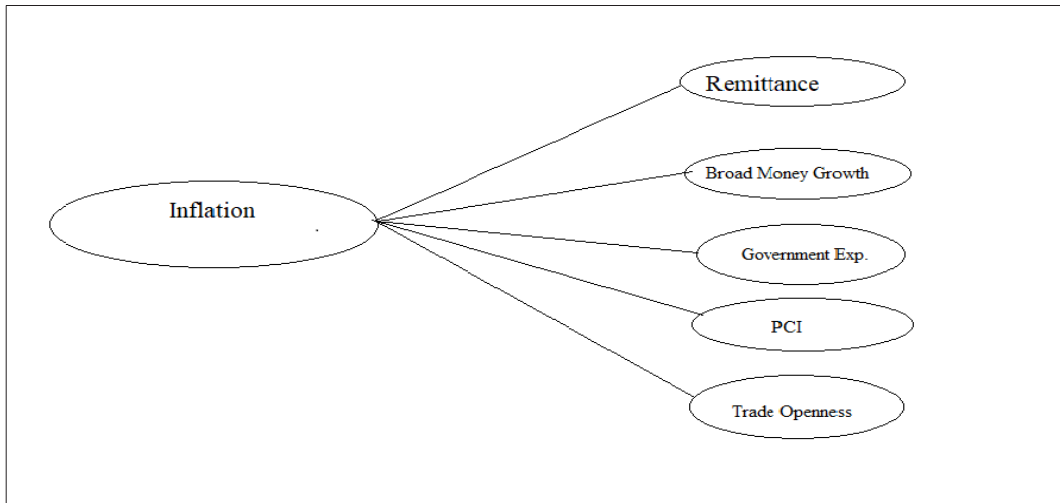 Remittance
Broad Money Growth
Inflation
Government Exp.
PCI
Trade Openness